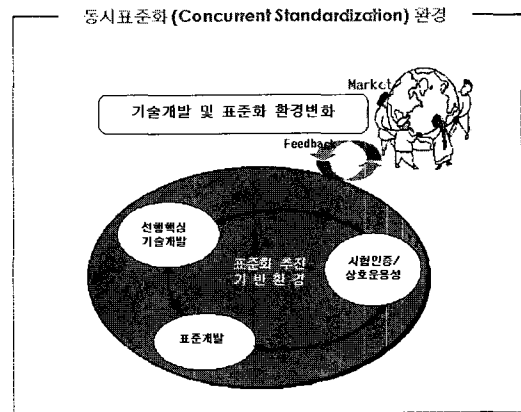 동시표준화 (Concurrent Standardization) 환경
Market
기술개발 및 표준화 환경변화
Feedback
선행핵심
기술개발
표준화 추진
기반환경
시험인증/
상호운용성
표준개발